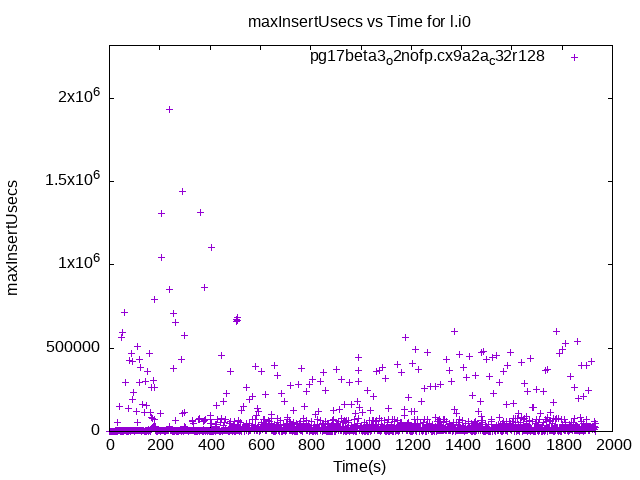 maxInsertUsecs vs Time for l.i0
pg17beta3_o2nofp.cx9a2a_c32r128
2x10^6
1.5x10^6
1x10^6
500000
0
maxInsertUsecs
0 200 400 600 800 1000 1200 1400 1600 1800 2000
Time(s)